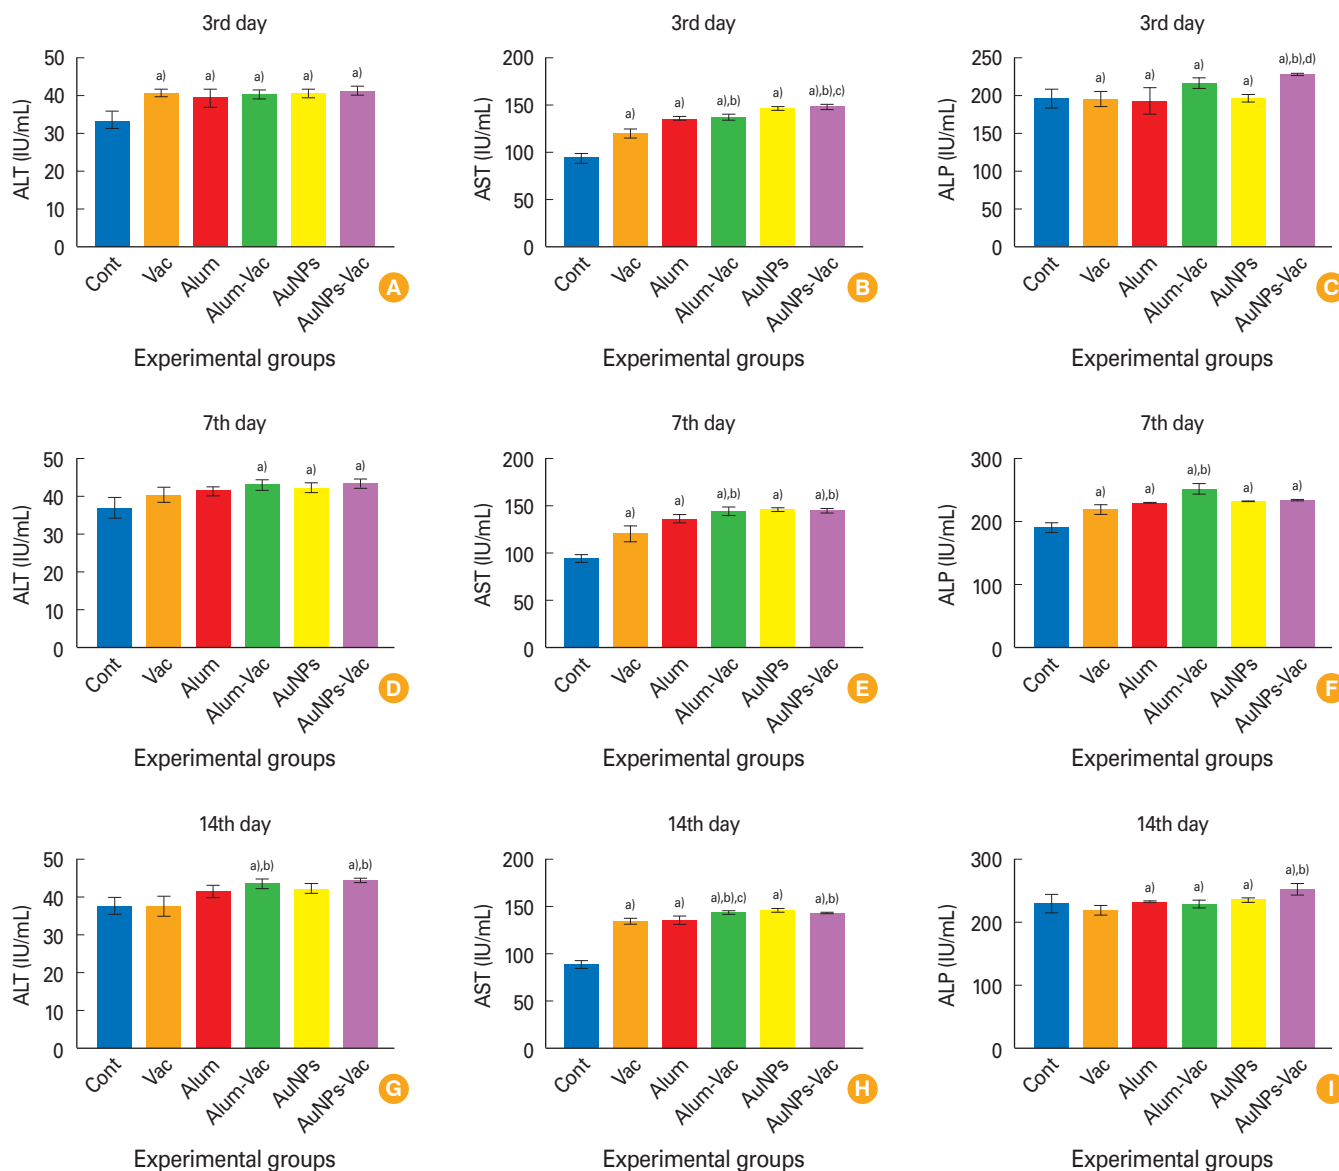 3rd day
ALT (IU/mL)
50
40
30
20
10
0
a)
a)
a)
a)
a)
Cont
Vac
Alum
Alum-Vac
AuNPs
AuNPs-Vac
A
Experimental groups
3rd day
AST (IU/mL)
200
150
100
50
0
a)
a)
a),b)
a)
a),b),c)
Cont
Vac
Alum
Alum-Vac
AuNPs
AuNPs-Vac
B
Experimental groups
3rd day
ALP (IU/mL)
250
200
150
100
50
0
a)
a)
a)
a)
a),b),d)
Cont
Vac
Alum
Alum-Vac
AuNPs
AuNPs-Vac
C
Experimental groups
7th day
ALT (IU/mL)
50
40
30
20
10
0
a)
a)
a)
Cont
Vac
Alum
Alum-Vac
AuNPs
AuNPs-Vac
D
Experimental groups
7th day
AST (IU/mL)
200
150
100
50
0
a)
a)
a),b)
a)
a),b)
Cont
Vac
Alum
Alum-Vac
AuNPs
AuNPs-Vac
E
Experimental groups
7th day
ALP (IU/mL)
300
200
100
0
a)
a)
a),b)
a)
a)
Cont
Vac
Alum
Alum-Vac
AuNPs
AuNPs-Vac
F
Experimental groups
14th day
ALT (IU/mL)
50
40
30
20
10
0
a),b)
a),b)
Cont
Vac
Alum
Alum-Vac
AuNPs
AuNPs-Vac
G
Experimental groups
14th day
AST (IU/mL)
200
150
100
50
0
a)
a)
a),b),c)
a)
a),b)
Cont
Vac
Alum
Alum-Vac
AuNPs
AuNPs-Vac
H
Experimental groups
14th day
ALP (IU/mL)
300
200
100
0
a)
a)
a)
a),b)
Cont
Vac
Alum
Alum-Vac
AuNPs
AuNPs-Vac
I
Experimental groups